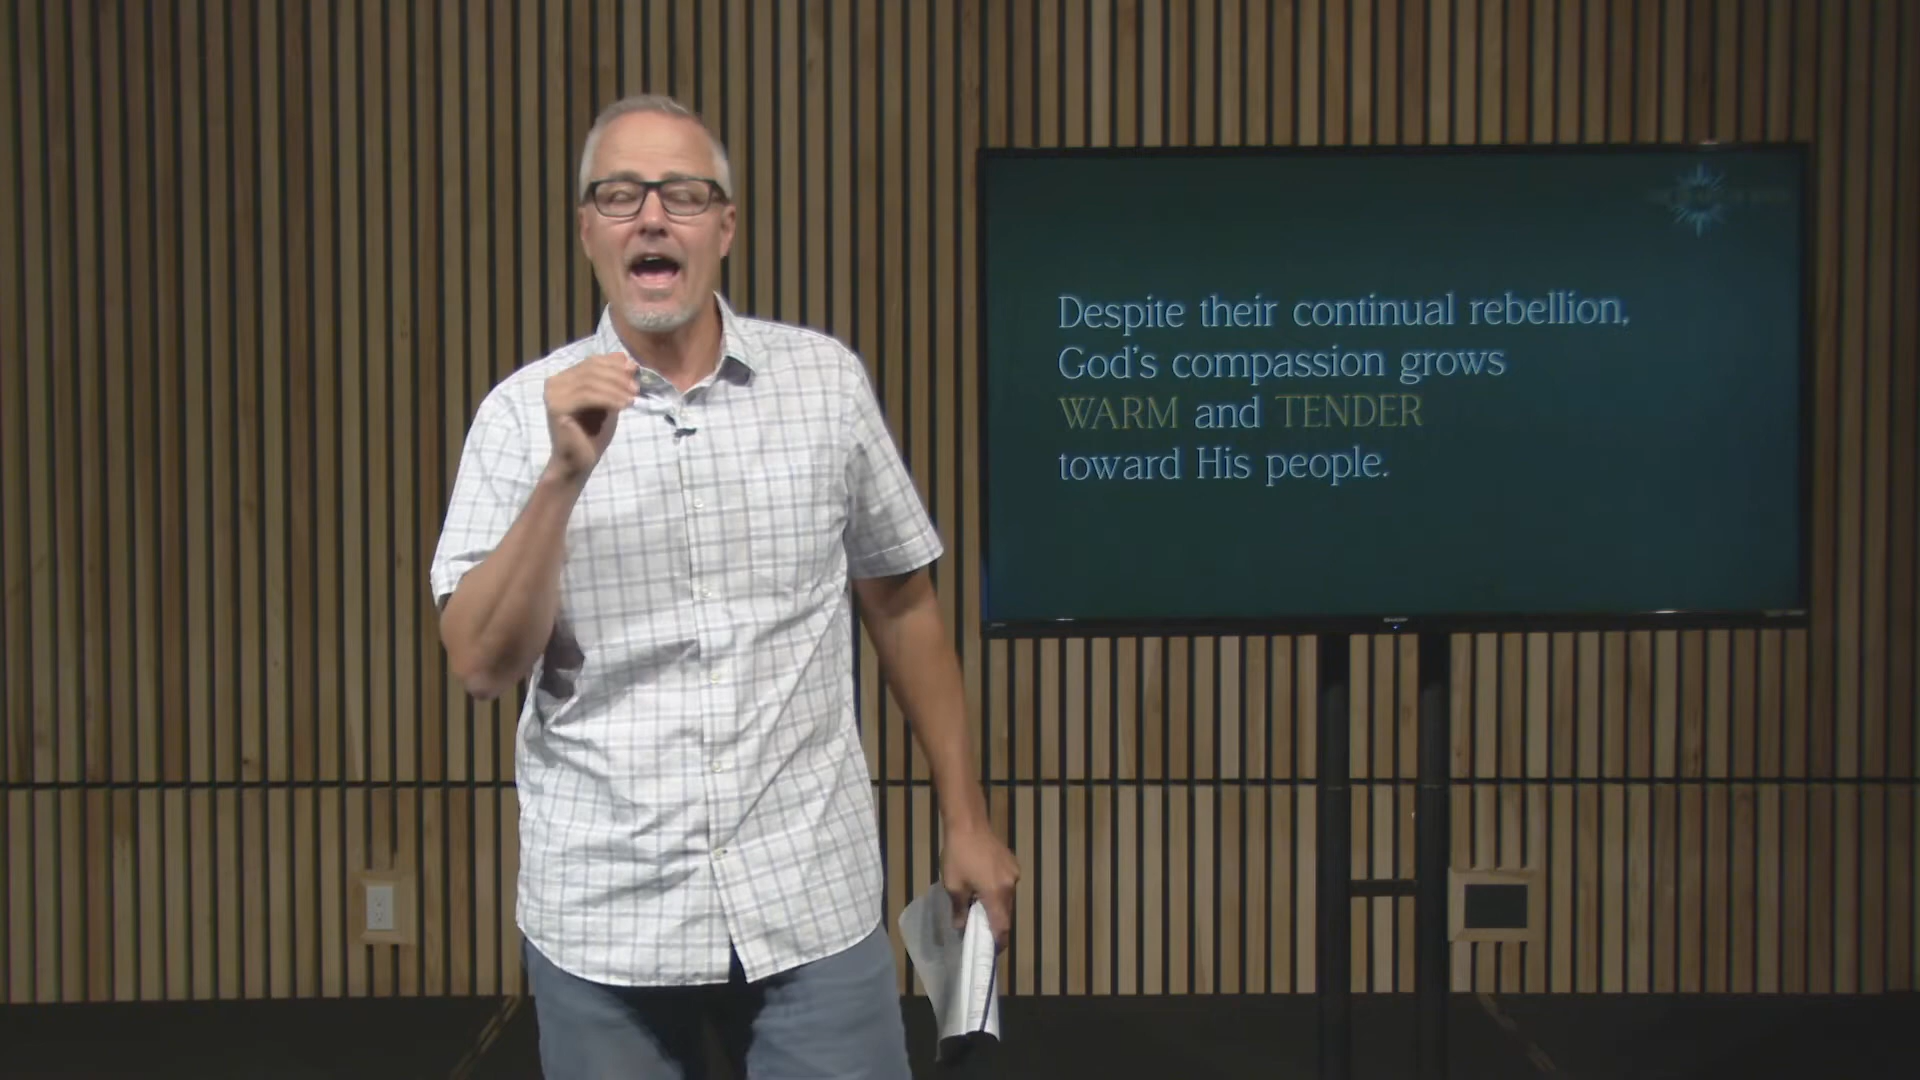 Despite their continual rebellion,
God's compassion grows
WARM and TENDER
toward His people.